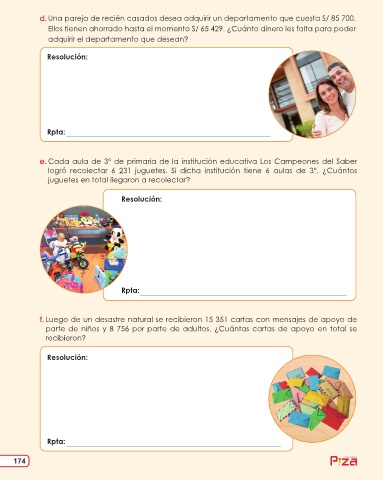 d. Una pareja de recién casados desea adquirir un departamento que cuesta S/ 85 700.
Ellos tienen ahorrado hasta el momento S/ 65 429. ¿Cuánto dinero les falta para poder
adquirir el departamento que desean?
Resolución:
Rpta:
e. Cada aula de 3° de primaria de la institución educativa Los Campeones del Saber
logró recolectar 6 231 juguetes. Si dicha institución tiene 6 aulas de 3°, ¿Cuántos
juguetes en total llegaron a recolectar?
Resolución:
Rpta:
f. Luego de un desastre natural se recibieron 15 351 cartas con mensajes de apoyo de
parte de niños y 8 756 por parte de adultos. ¿Cuántas cartas de apoyo en total se
recibieron?
Resolución:
Rpta:
174
Piza